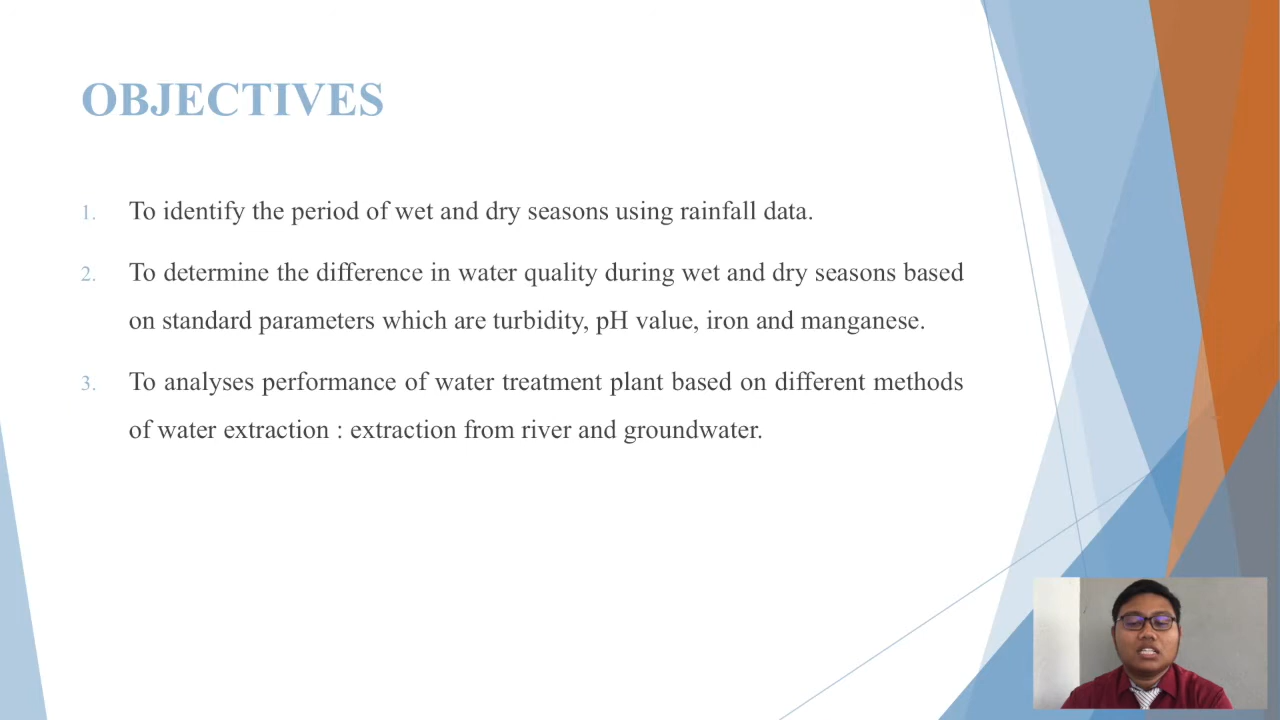 OBJECTIVES
1. To identify the period of wet and dry seasons using rainfall data.
2. To determine the difference in water quality during wet and dry seasons based
on standard parameters which are turbidity, pH value, iron and manganese.
3. To analyses performance of water treatment plant based on different methods
of water extraction : extraction from river and groundwater.